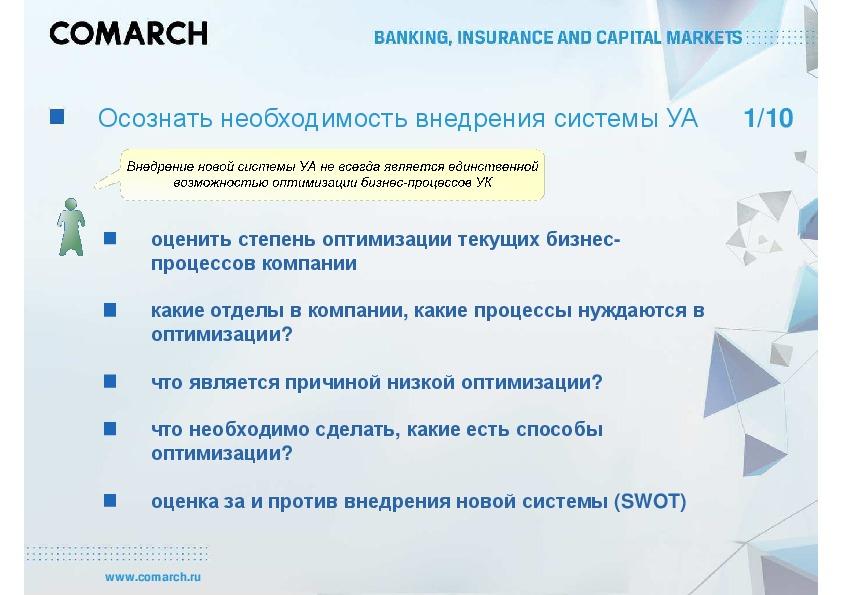 COMARCH
BANKING, INSURANCE AND CAPITAL MARKETS
Осознать необходимость внедрения системы УА 1/10
Внедрение новой системы УА не всегда является единственной
возможностью оптимизации бизнес-процессов УК
оценить степень оптимизации текущих бизнес-
процессов компании
какие отделы в компании, какие процессы нуждаются в
оптимизации?
что является причиной низкой оптимизации?
что необходимо сделать, какие есть способы
оптимизации?
оценка за и против внедрения новой системы (SWOT)
www.comarch.ru